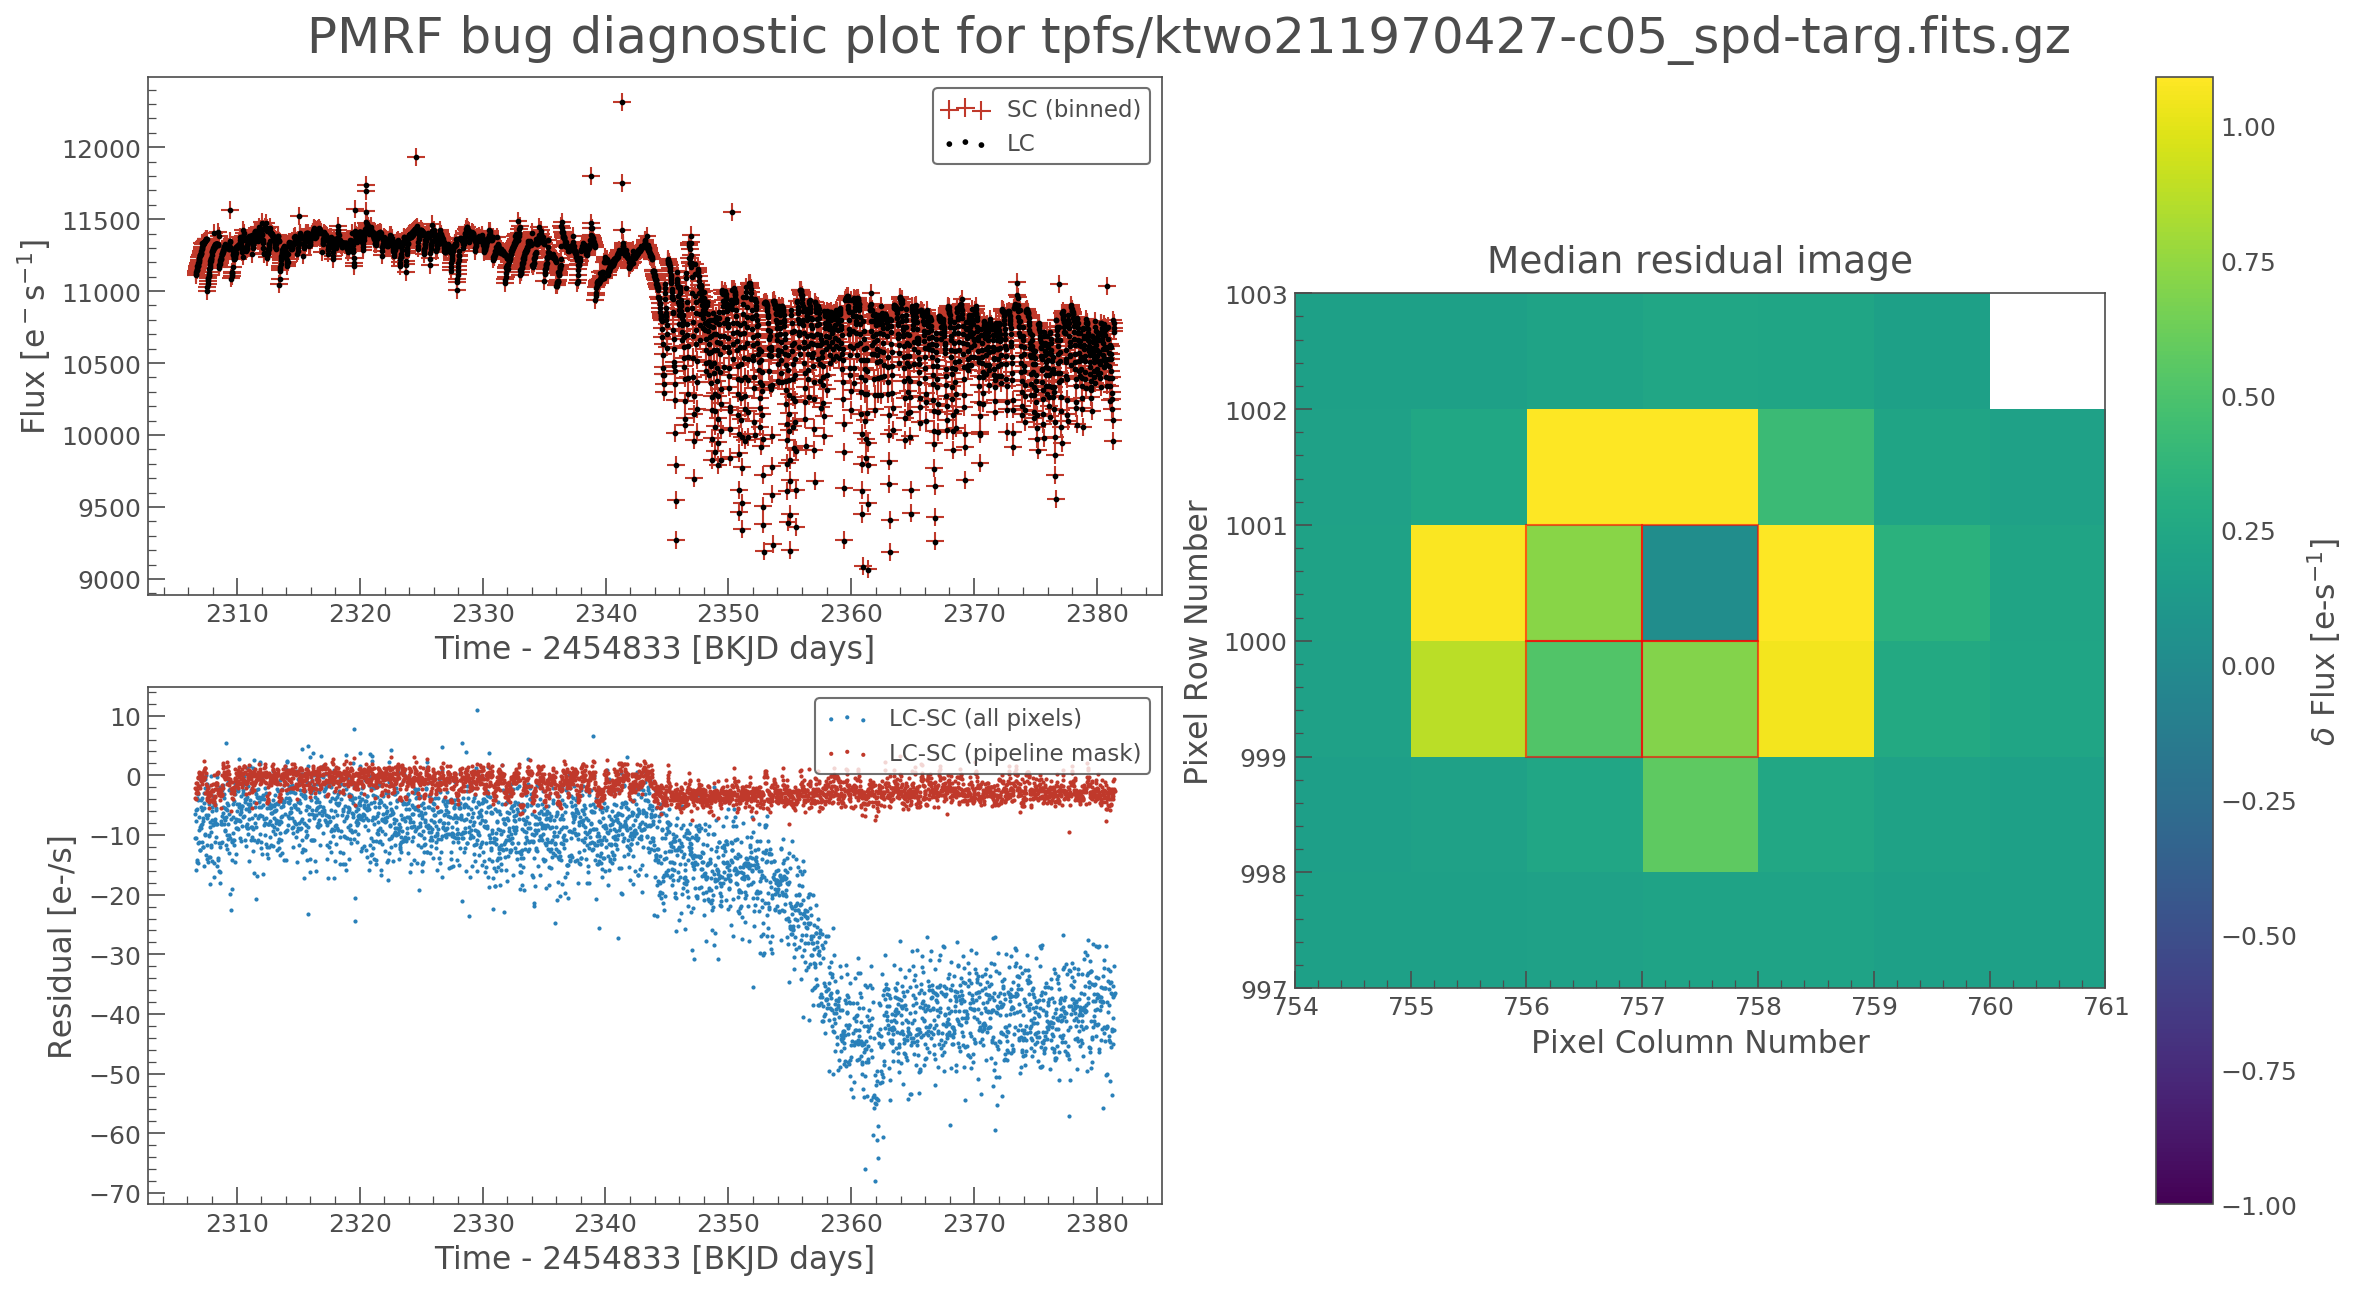 PMRF bug diagnostic plot for tpfs/ktwo211970427-c05_spd-targ.fits.gz
SC (binned)
LC
12000
11500
11000
10500
10000
9500
9000
Flux [e⁻s⁻¹]
2310 2320 2330 2340 2350 2360 2370 2380
Time - 2454833 [BKJD days]
LC-SC (all pixels)
LC-SC (pipeline mask)
10
0
−10
−20
−30
−40
−50
−60
−70
Residual [e-/s]
2310 2320 2330 2340 2350 2360 2370 2380
Time - 2454833 [BKJD days]
Median residual image
1003
1002
1001
1000
999
998
997
Pixel Row Number
754 755 756 757 758 759 760 761
Pixel Column Number
1.00
0.75
0.50
0.25
0.00
−0.25
−0.50
−0.75
−1.00
δ Flux [e-s⁻¹]